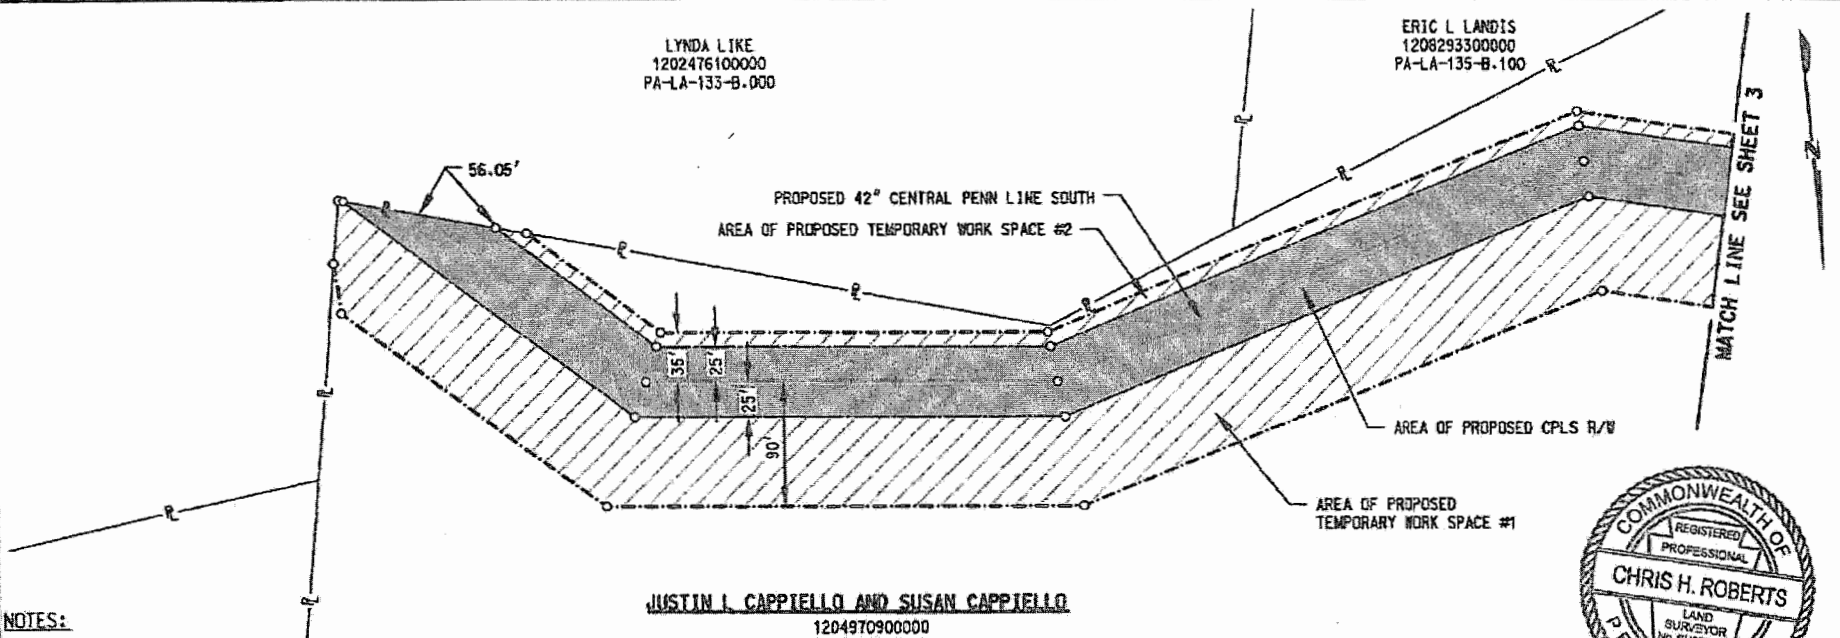 LYNDA LIKE
1202476100000
PA-LA-133-B.000
ERIC L LANDIS
1208293300000
PA-LA-135-B.100
56.05'
PROPOSED 42" CENTRAL PENN LINE SOUTH
AREA OF PROPOSED TEMPORARY WORK SPACE #2
MATCH LINE SEE SHEET 3
N
35'
25'
25'
90'
AREA OF PROPOSED CPLS R/W
AREA OF PROPOSED
TEMPORARY WORK SPACE #1
COMMONWEALTH OF
REGISTERED
PROFESSIONAL
CHRIS H. ROBERTS
LAND
SURVEYOR
JUSTIN L CAPPIELLO AND SUSAN CAPPIELLO
1204970900000
NOTES: